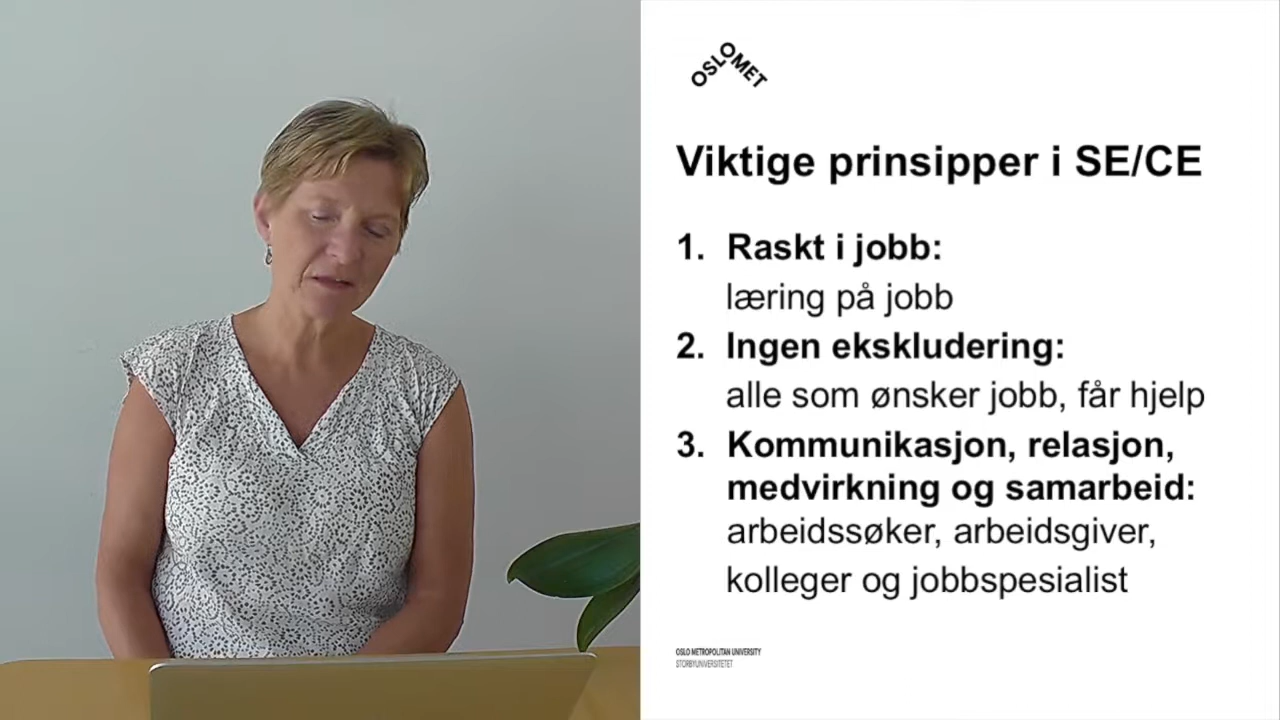 OSLOMET
Viktige prinsipper i SE/CE
1. Raskt i jobb:
læring på jobb
2. Ingen ekskludering:
alle som ønsker jobb, får hjelp
3. Kommunikasjon, relasjon,
medvirkning og samarbeid:
arbeidssøker, arbeidsgiver,
kolleger og jobbspesialist
OSLO METROPOLITAN UNIVERSITY
STORBYUNIVERSITETET